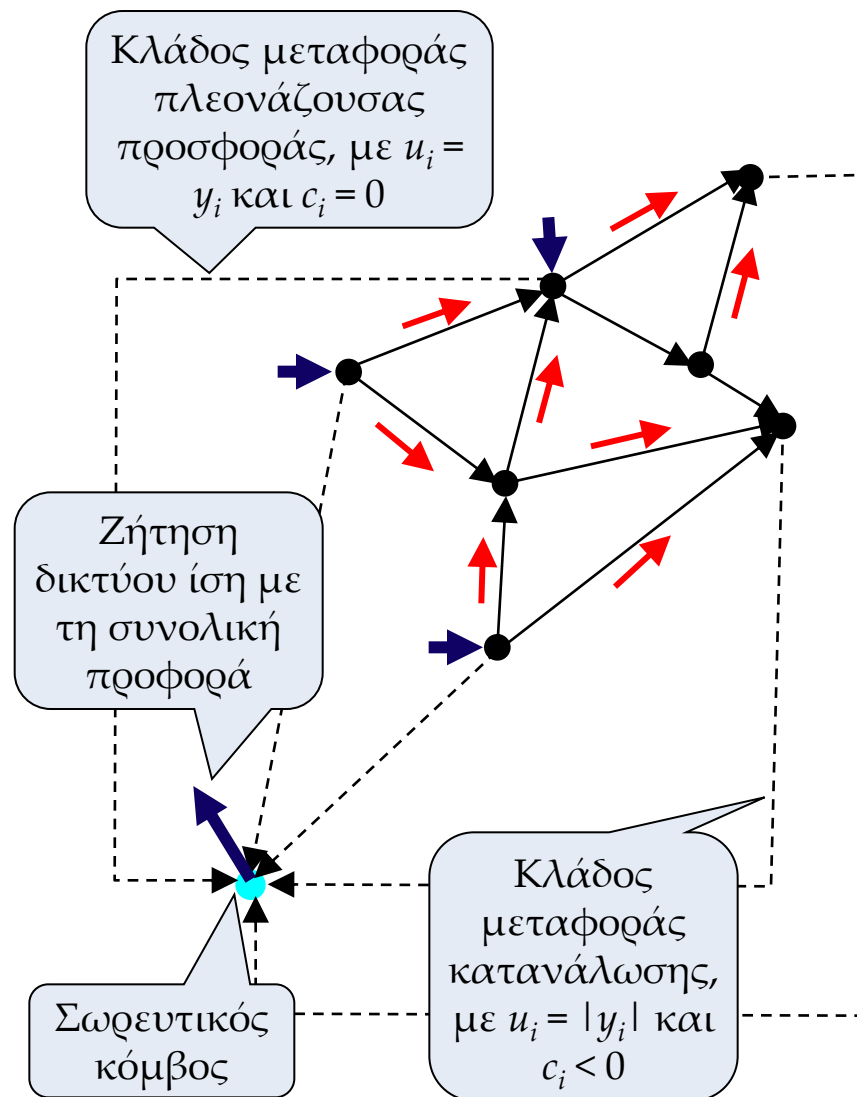 Κλάδος μεταφοράς
πλεονάζουσας
προσφοράς, με uᵢ =
yᵢ και cᵢ = 0
Ζήτηση
δικτύου ίση με
τη συνολική
προφορά
Κλάδος
μεταφοράς
κατανάλωσης,
με uᵢ = |yᵢ| και
cᵢ < 0
Σωρευτικός
κόμβος